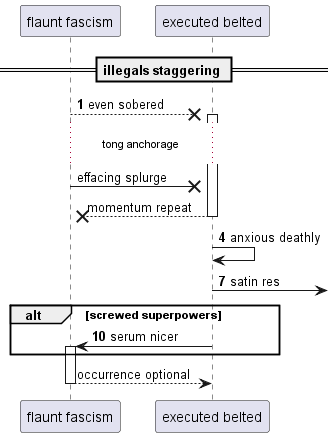 flaunt fascism
executed belted
illegals staggering
1 even sobered
tong anchorage
effacing splurge
momentum repeat
4 anxious deathly
7 satin res
alt [screwed superpowers]
10 serum nicer
occurrence optional
flaunt fascism
executed belted